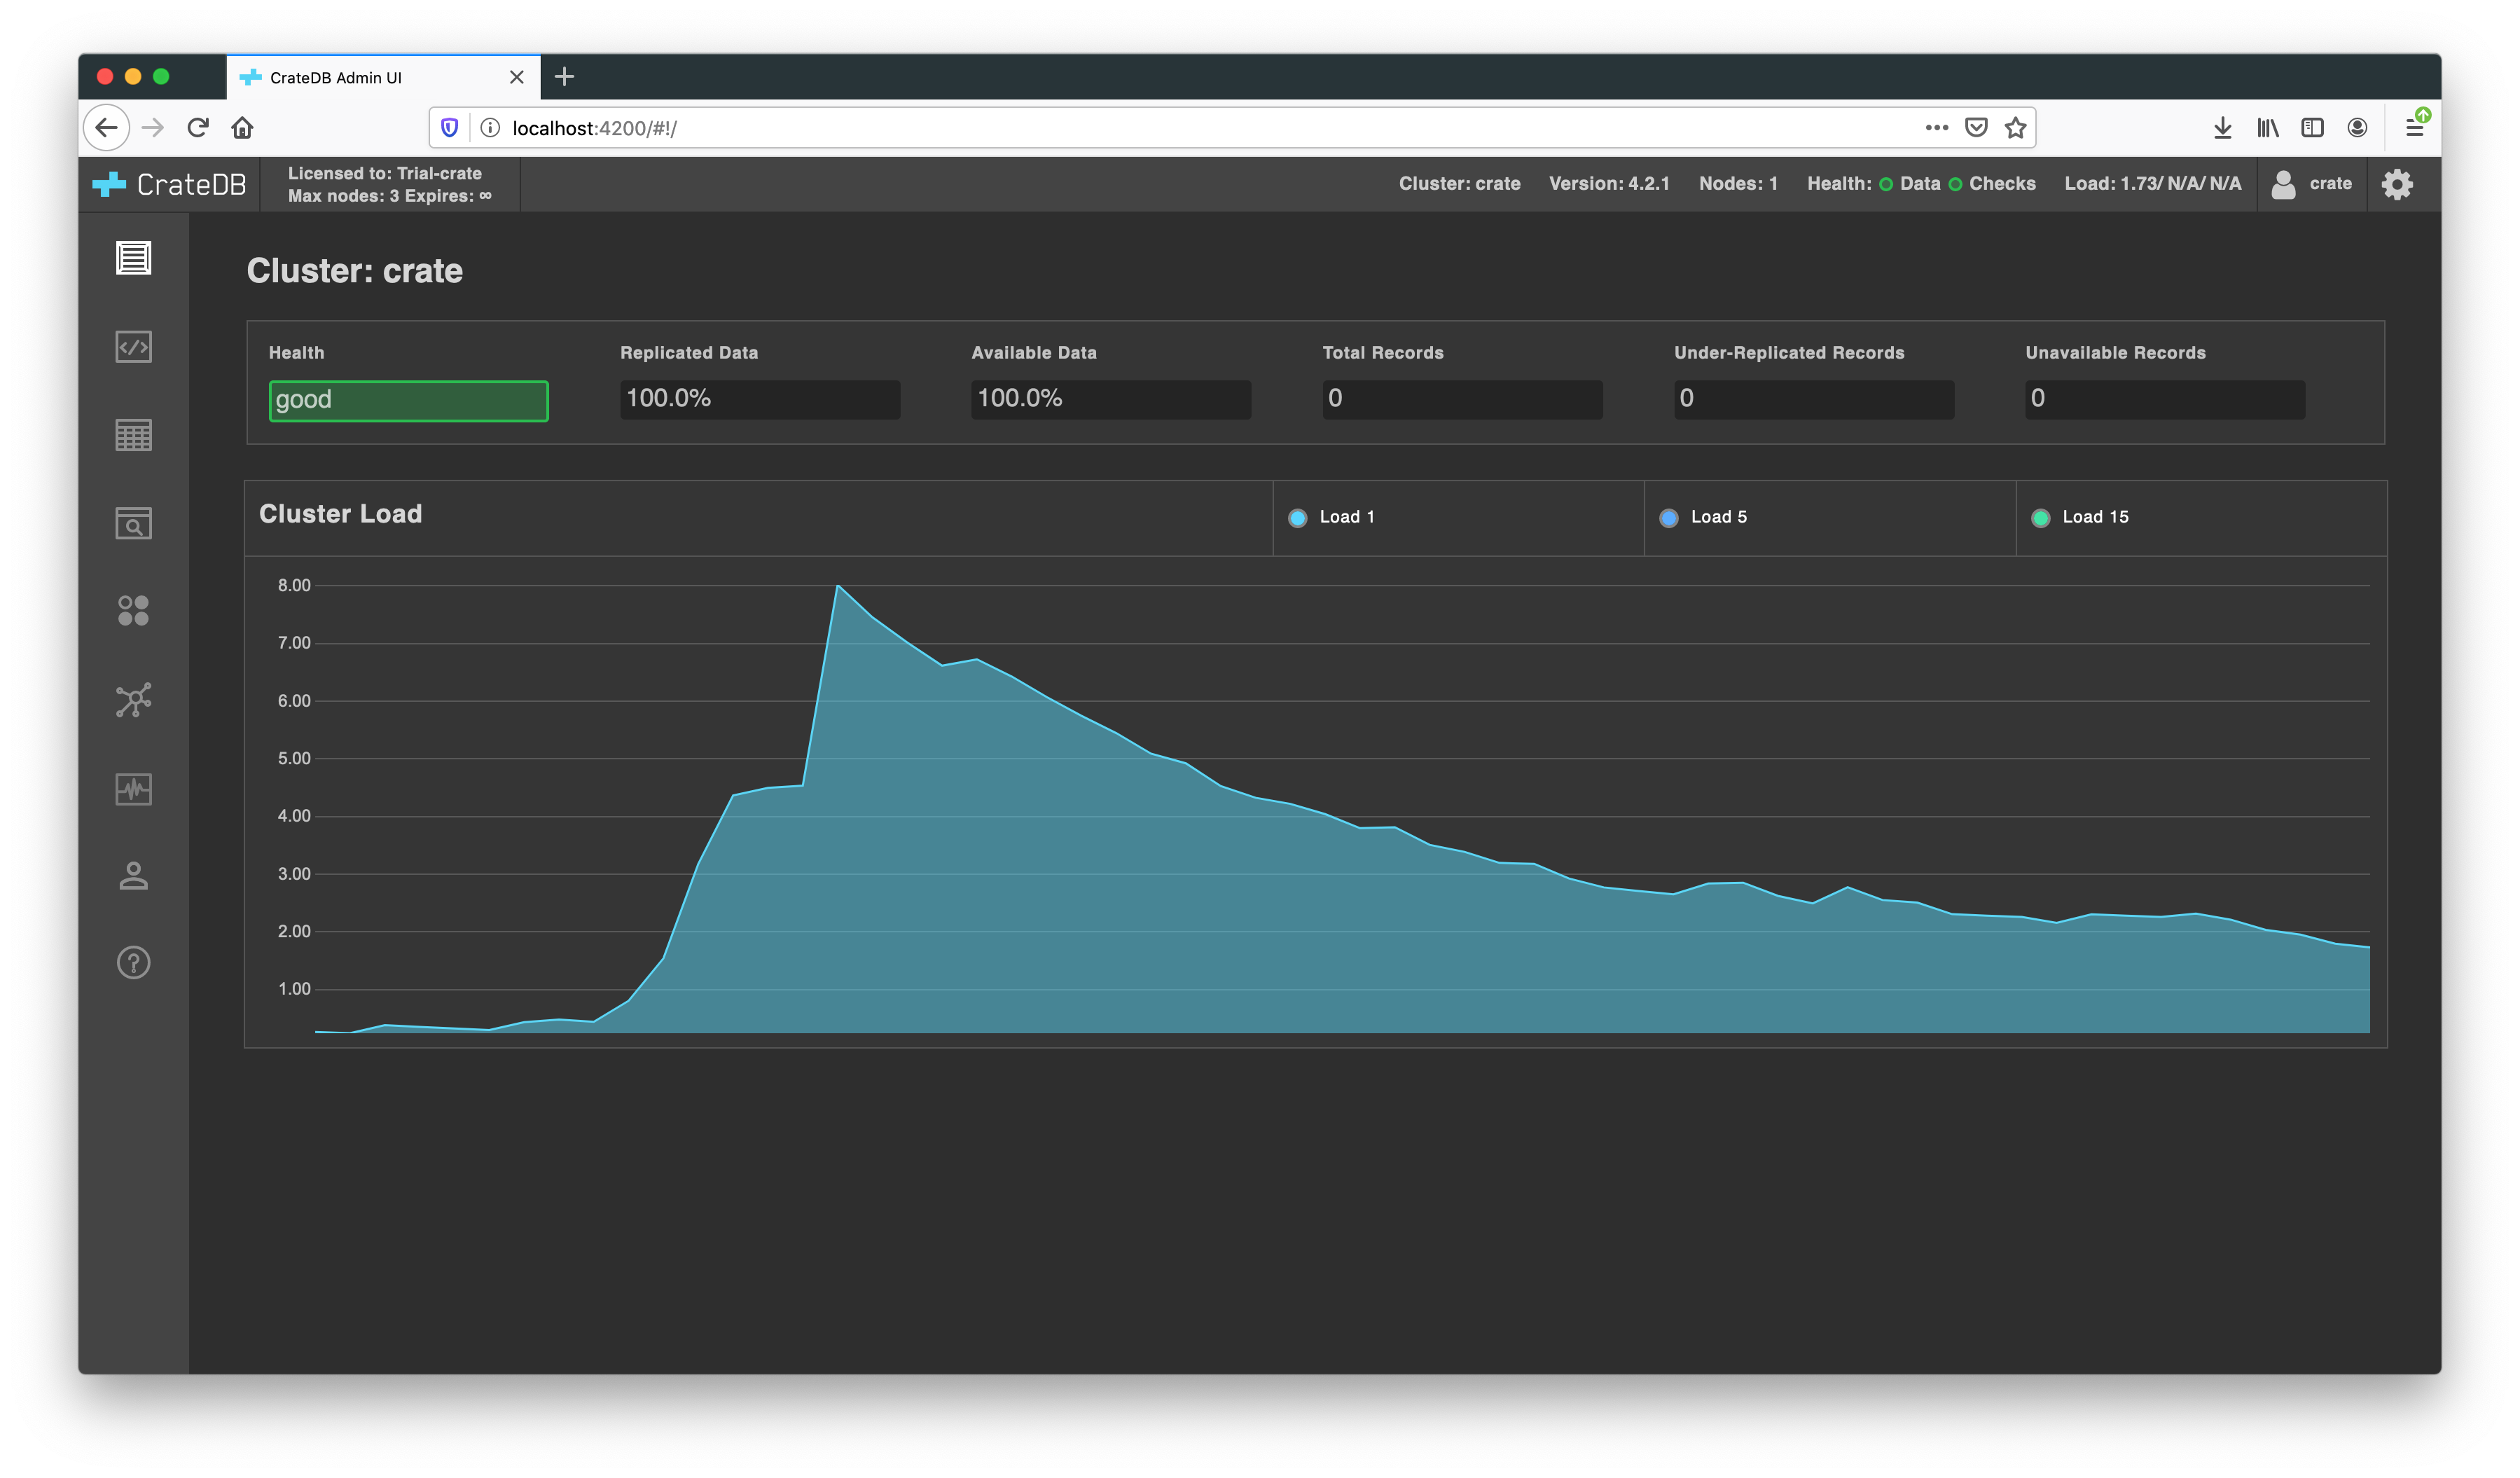 CrateDB Admin UI
localhost:4200/#!/
CrateDB
Licensed to: Trial-crate
Max nodes: 3 Expires: ∞
Cluster: crate Version: 4.2.1 Nodes: 1 Health: Data Checks Load: 1.73/ N/A/ N/A crate
Cluster: crate
Health Replicated Data Available Data Total Records Under-Replicated Records Unavailable Records
good 100.0% 100.0% 0 0 0
Cluster Load Load 1 Load 5 Load 15
8.00
7.00
6.00
5.00
4.00
3.00
2.00
1.00